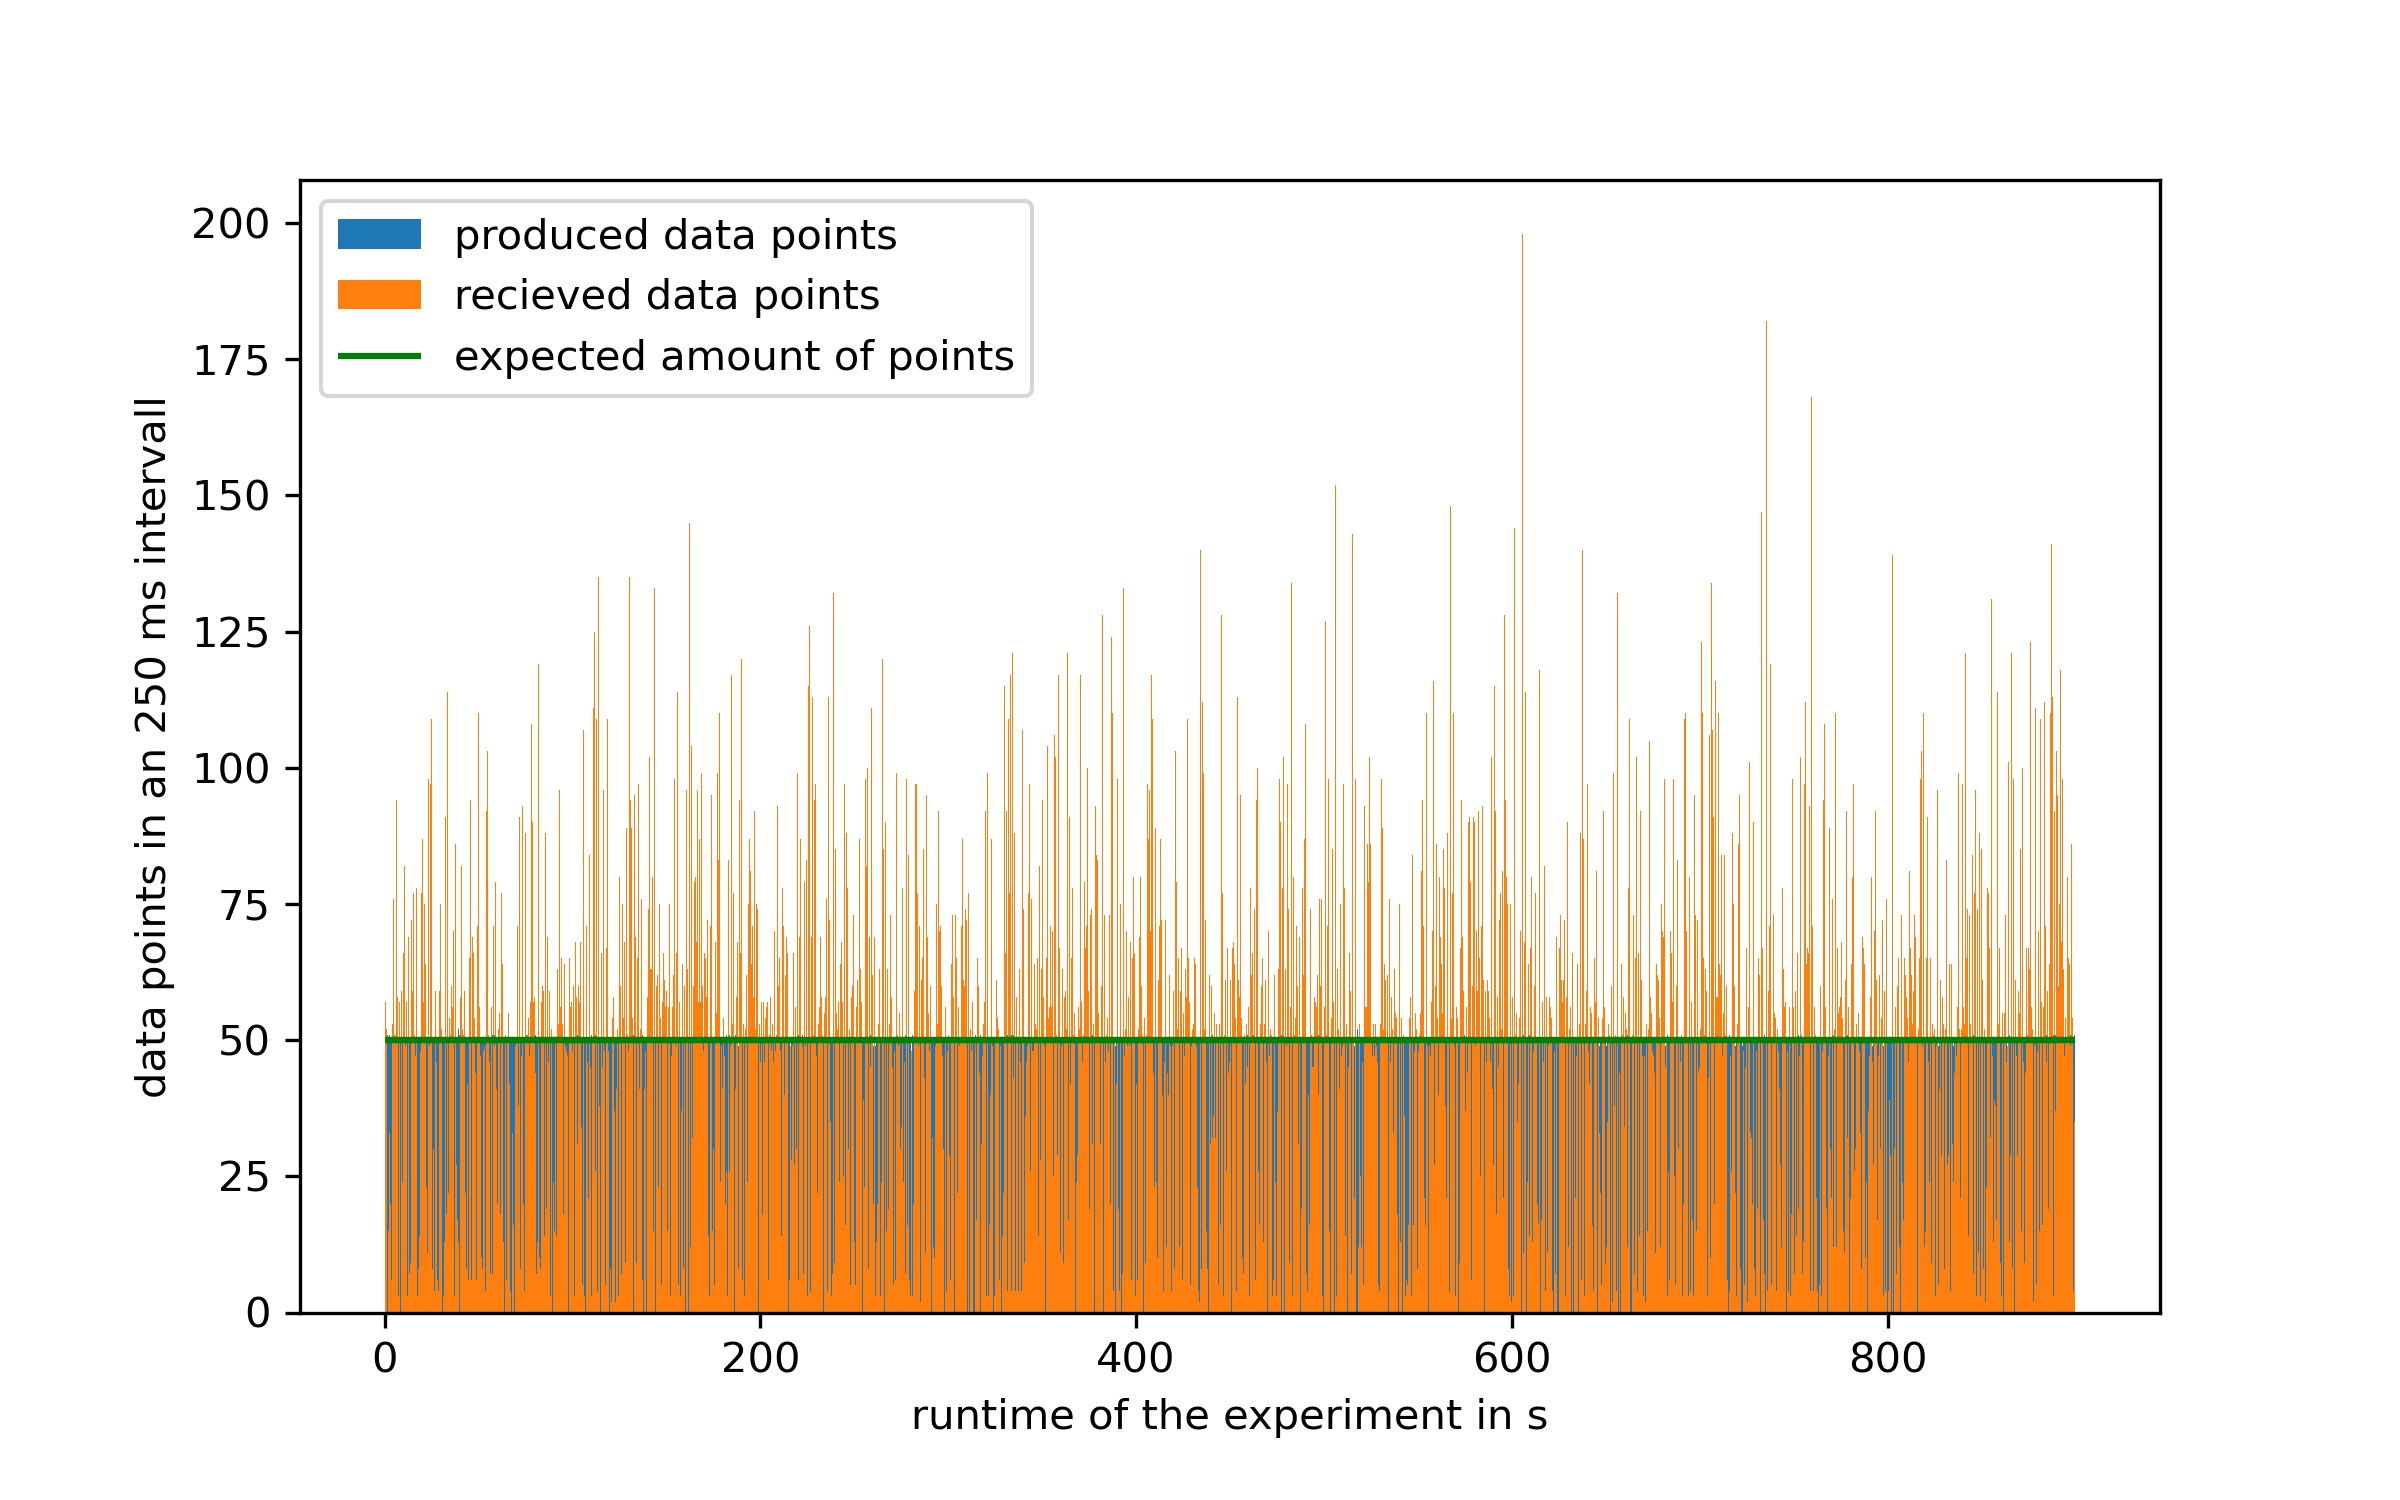 produced data points
recieved data points
expected amount of points
data points in an 250 ms intervall
200
175
150
125
100
75
50
25
0
0 200 400 600 800
runtime of the experiment in s